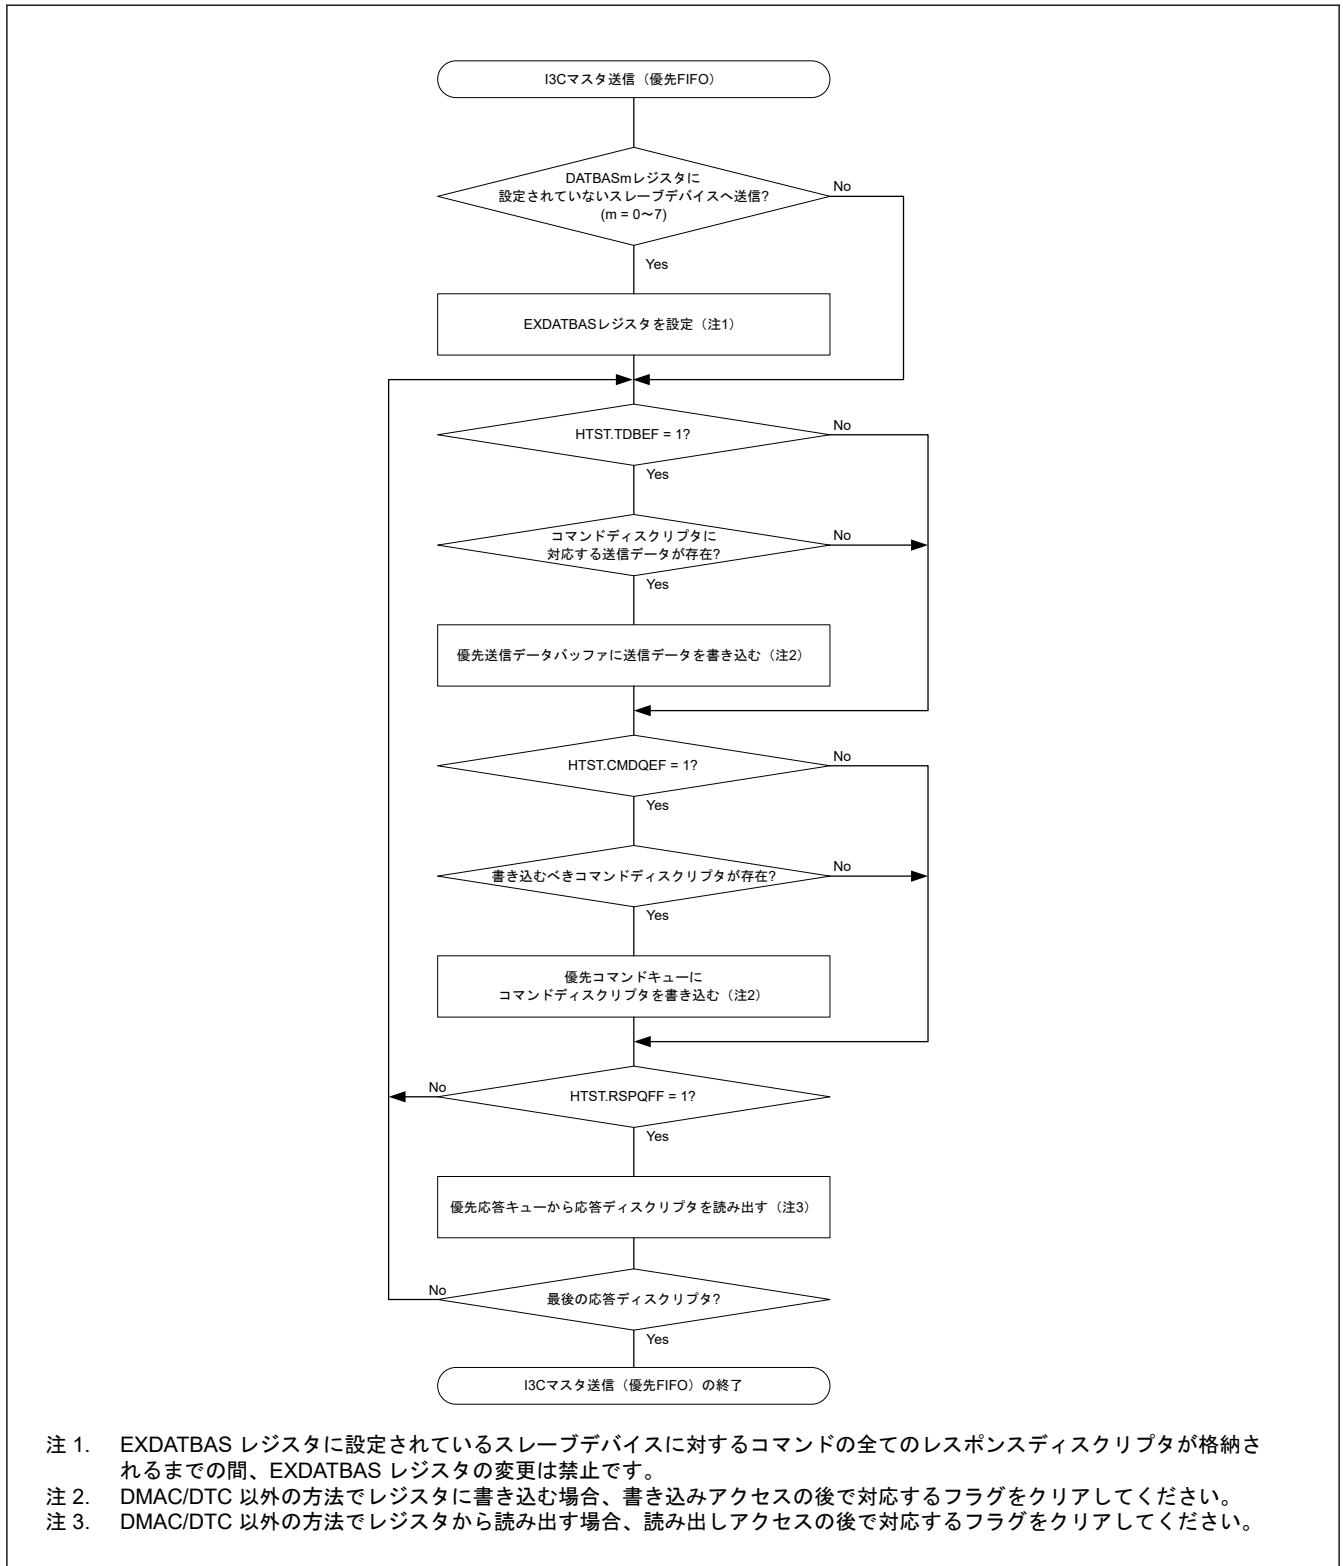 I3Cマスタ送信（優先FIFO）
DATBASmレジスタに
設定されていないスレーブデバイスへ送信?
(m = 0～7)
No
Yes
EXDATBASレジスタを設定（注1）
HTST.TDBEF = 1?
No
Yes
コマンドディスクリプタに
対応する送信データが存在?
No
Yes
優先送信データバッファに送信データを書き込む（注2）
HTST.CMDQEF = 1?
No
Yes
書き込むべきコマンドディスクリプタが存在?
No
Yes
優先コマンドキューに
コマンドディスクリプタを書き込む（注2）
No
HTST.RSPQFF = 1?
Yes
優先応答キューから応答ディスクリプタを読み出す（注3）
No
最後の応答ディスクリプタ?
Yes
I3Cマスタ送信（優先FIFO）の終了
注 1. EXDATBAS レジスタに設定されているスレーブデバイスに対するコマンドの全てのレスポンスディスクリプタが格納さ
れるまでの間、EXDATBAS レジスタの変更は禁止です。
注 2. DMAC/DTC 以外の方法でレジスタに書き込む場合、書き込みアクセスの後で対応するフラグをクリアしてください。
注 3. DMAC/DTC 以外の方法でレジスタから読み出す場合、読み出しアクセスの後で対応するフラグをクリアしてください。